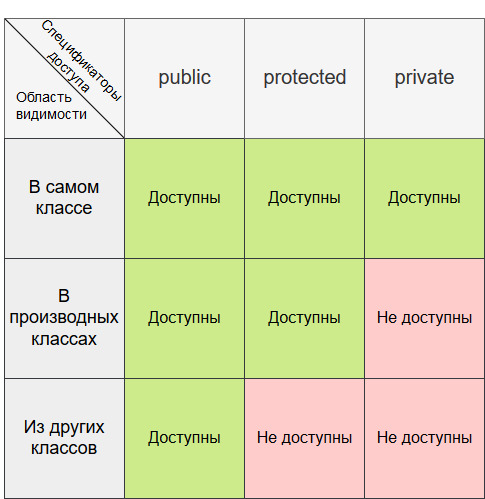 Спецификаторы
доступа
Область
видимости
public
protected
private
В самом
классе
Доступны
Доступны
Доступны
В
производных
классах
Доступны
Доступны
Не доступны
Из других
классов
Доступны
Не доступны
Не доступны